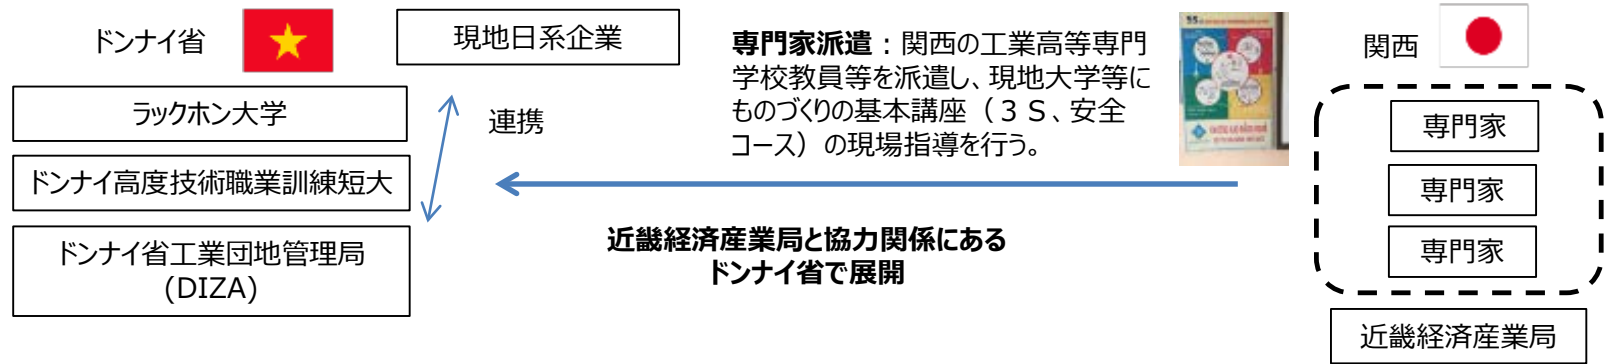 ドンナイ省
現地日系企業
ラックホン大学
ドンナイ高度技術職業訓練短大
ドンナイ省工業団地管理局
(DIZA)
連携
専門家派遣：関西の工業高等専門
学校教員等を派遣し、現地大学等に
ものづくりの基本講座（３Ｓ、安全
コース）の現場指導を行う。
近畿経済産業局と協力関係にある
ドンナイ省で展開
関西
専門家
専門家
専門家
近畿経済産業局